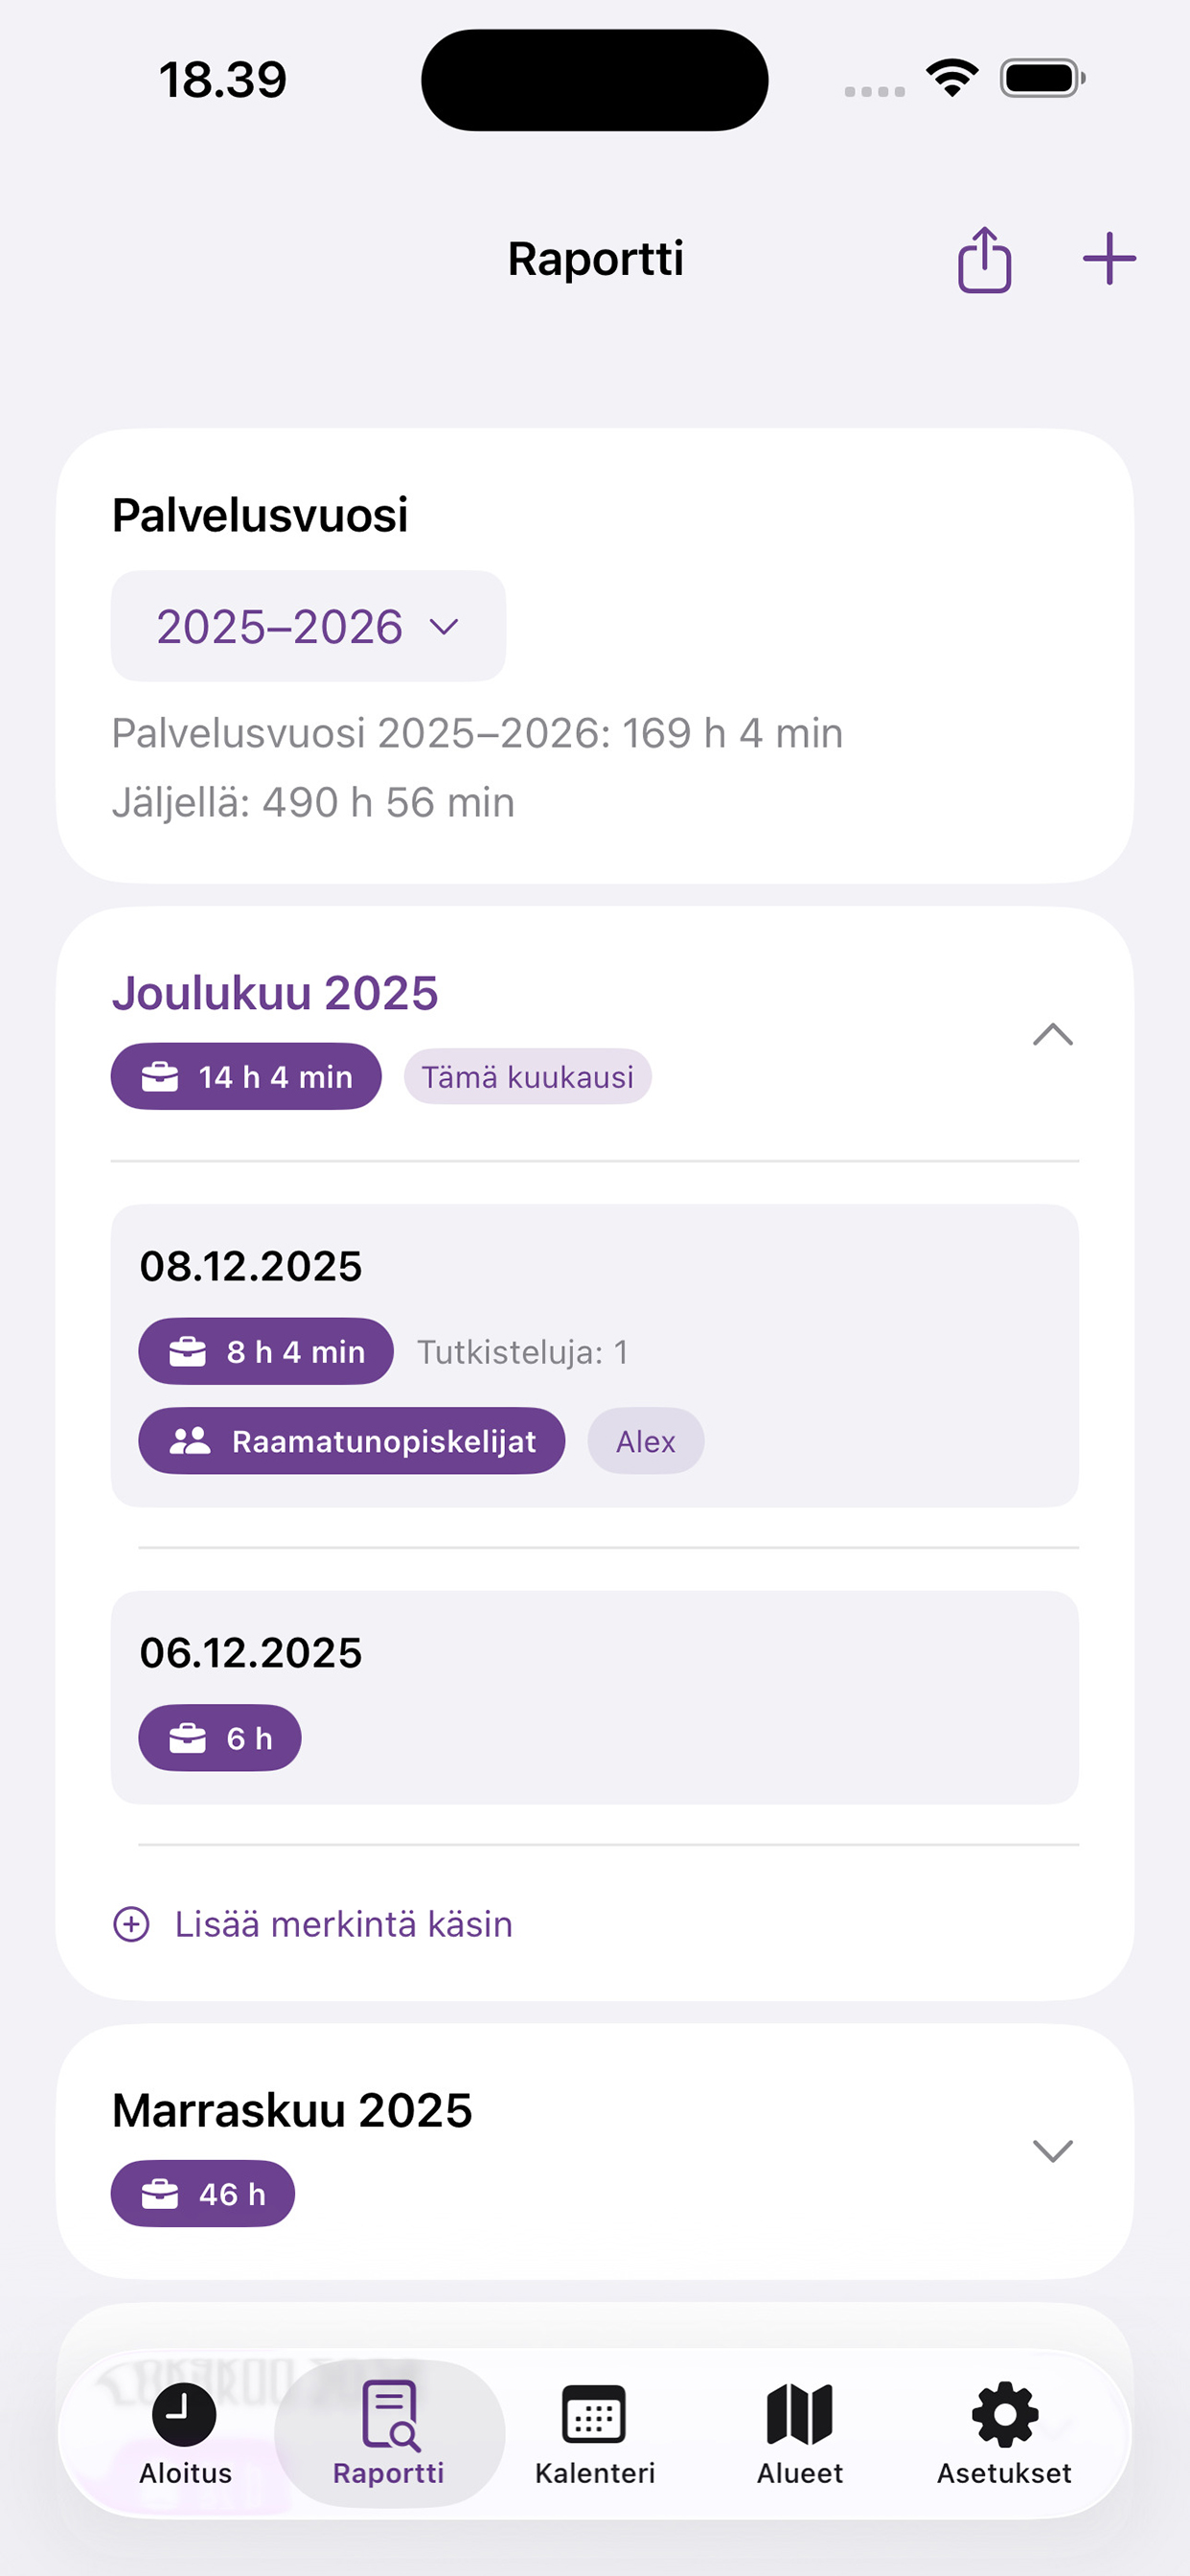 18.39
Raportti
Palvelusvuosi
2025–2026
Palvelusvuosi 2025–2026: 169 h 4 min
Jäljellä: 490 h 56 min
Joulukuu 2025
14 h 4 min Tämä kuukausi
08.12.2025
8 h 4 min Tutkisteluja: 1
Raamatunopiskelijat Alex
06.12.2025
6 h
Lisää merkintä käsin
Marraskuu 2025
46 h
Aloitus Raportti Kalenteri Alueet Asetukset